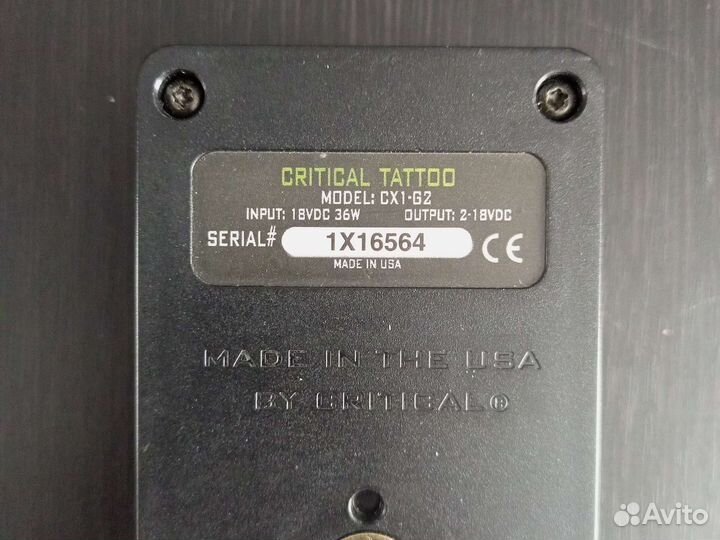 CRITICAL TATTOO
MODEL: CX1-G2
INPUT: 18VDC 36W OUTPUT: 2-18VDC
SERIAL# 1X16564 CE
MADE IN USA
MADE IN THE USA
BY CRITICAL®
Avito